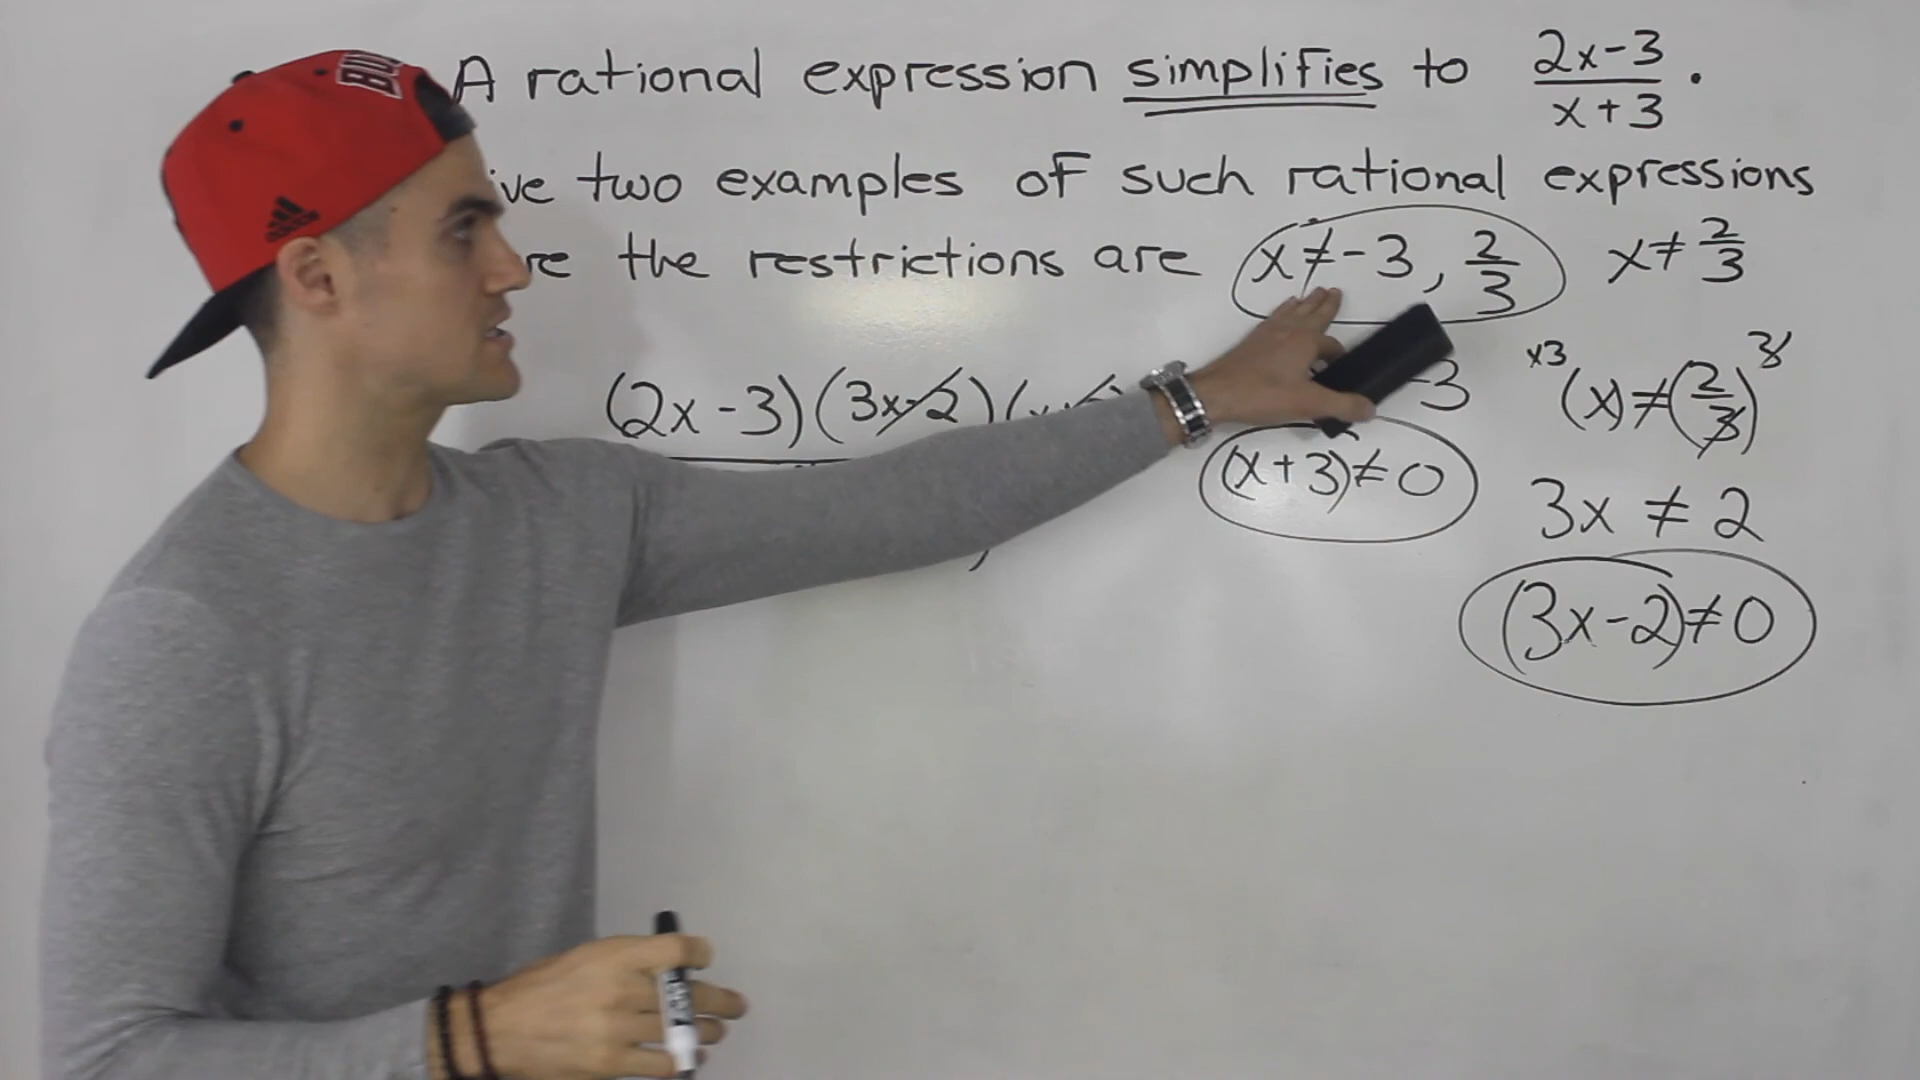 A rational expression simplifies to (2x-3)/(x+3).
ive two examples of such rational expressions
re the restrictions are x≠-3, 2/3   x≠2/3
(2x-3)(3x-2)(   -3   x3 (x)≠(2/3)3
(x+3)≠0   3x≠2
(3x-2)≠0